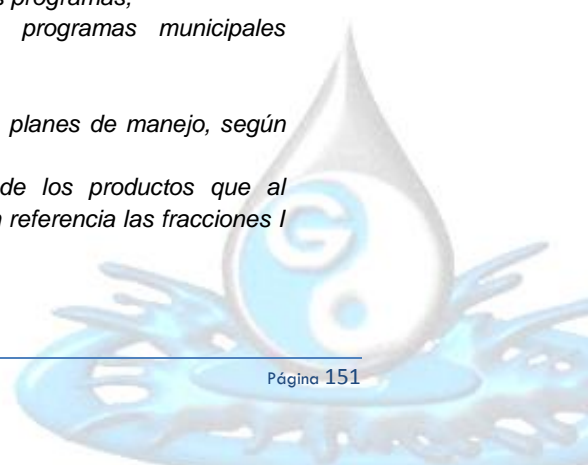 s programas;
programas municipales
planes de manejo, según
de los productos que al
n referencia las fracciones I
G
Página 151